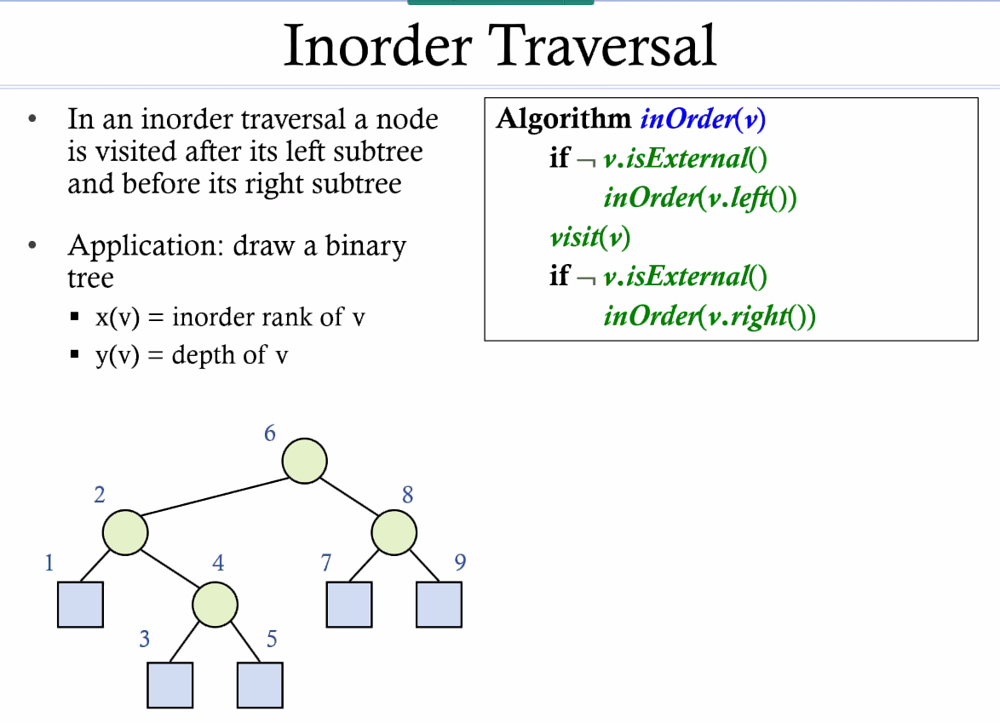 Inorder Traversal
• In an inorder traversal a node
is visited after its left subtree
and before its right subtree
• Application: draw a binary
tree
▪ x(v) = inorder rank of v
▪ y(v) = depth of v
Algorithm inOrder(v)
if ¬ v.isExternal()
inOrder(v.left())
visit(v)
if ¬ v.isExternal()
inOrder(v.right())
6
2 8
1 4 7 9
3 5